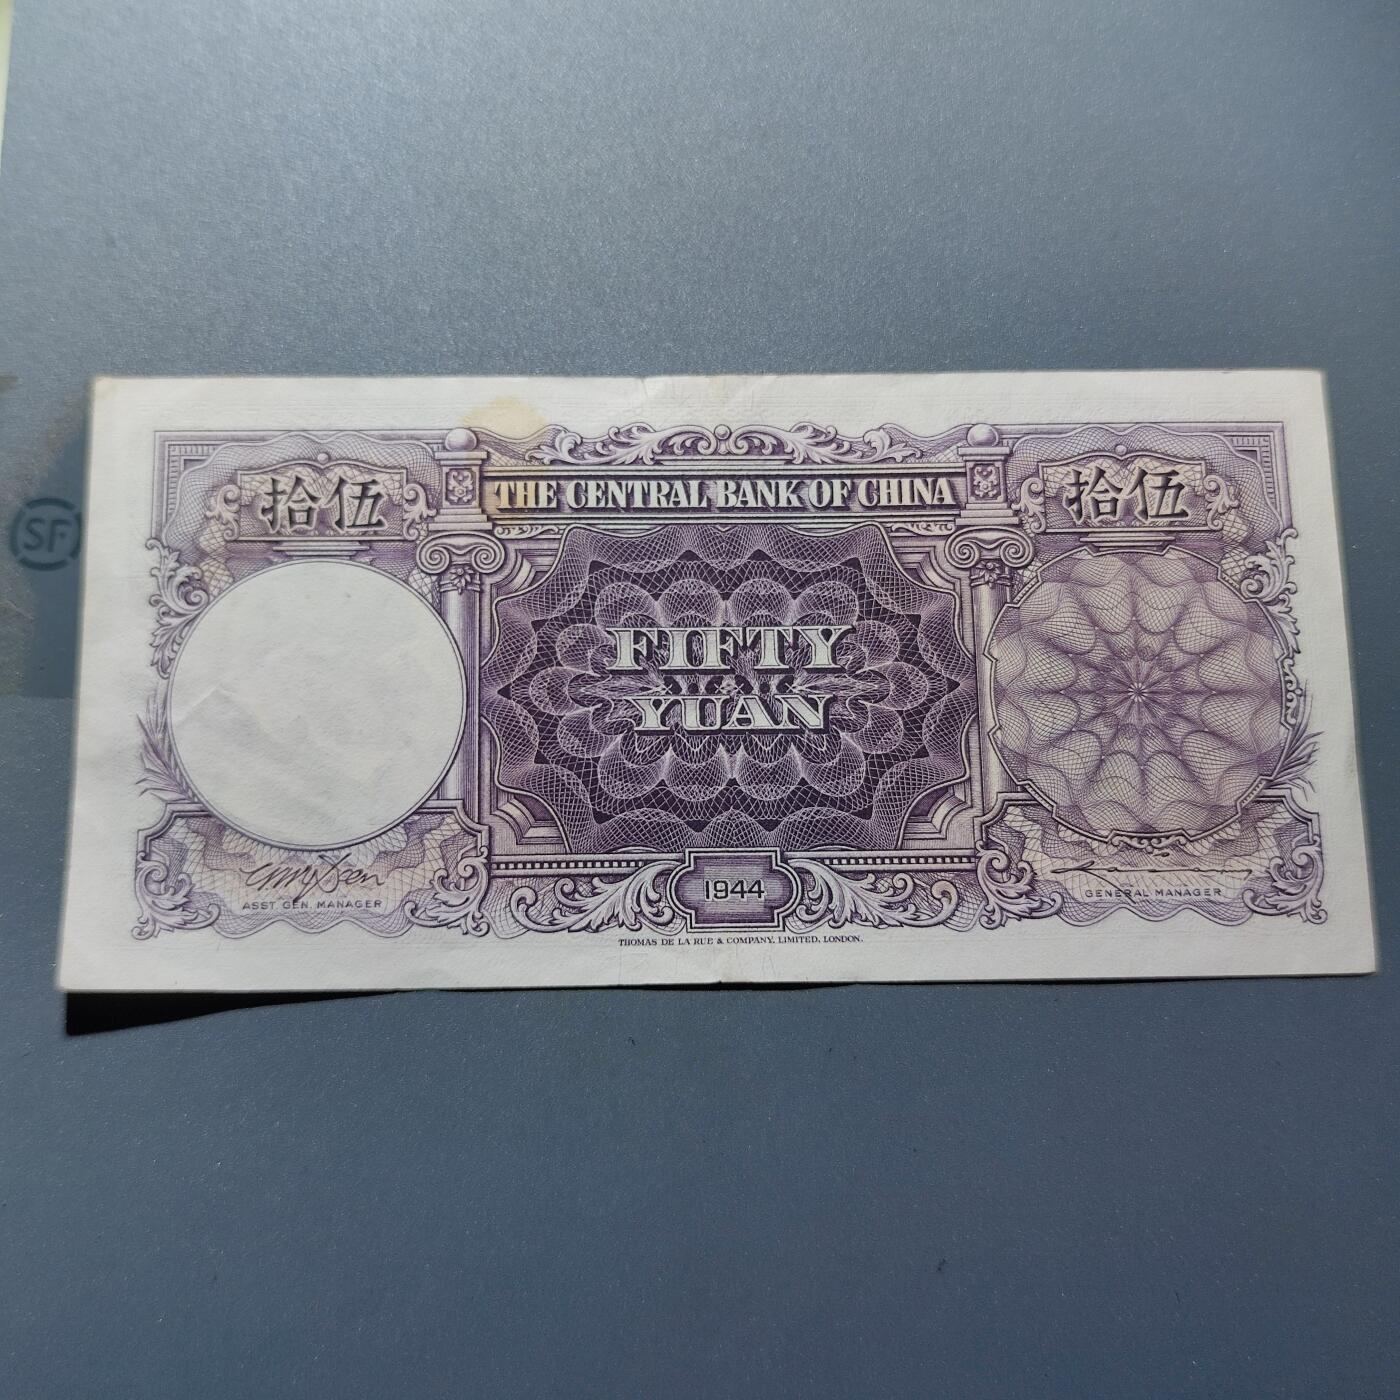 THE CENTRAL BANK OF CHINA
拾伍
拾伍
FIFTY
YUAN
1944
ASST. GEN. MANAGER
GENERAL MANAGER
THOMAS DE LA RUE & COMPANY, LIMITED, LONDON.
SF